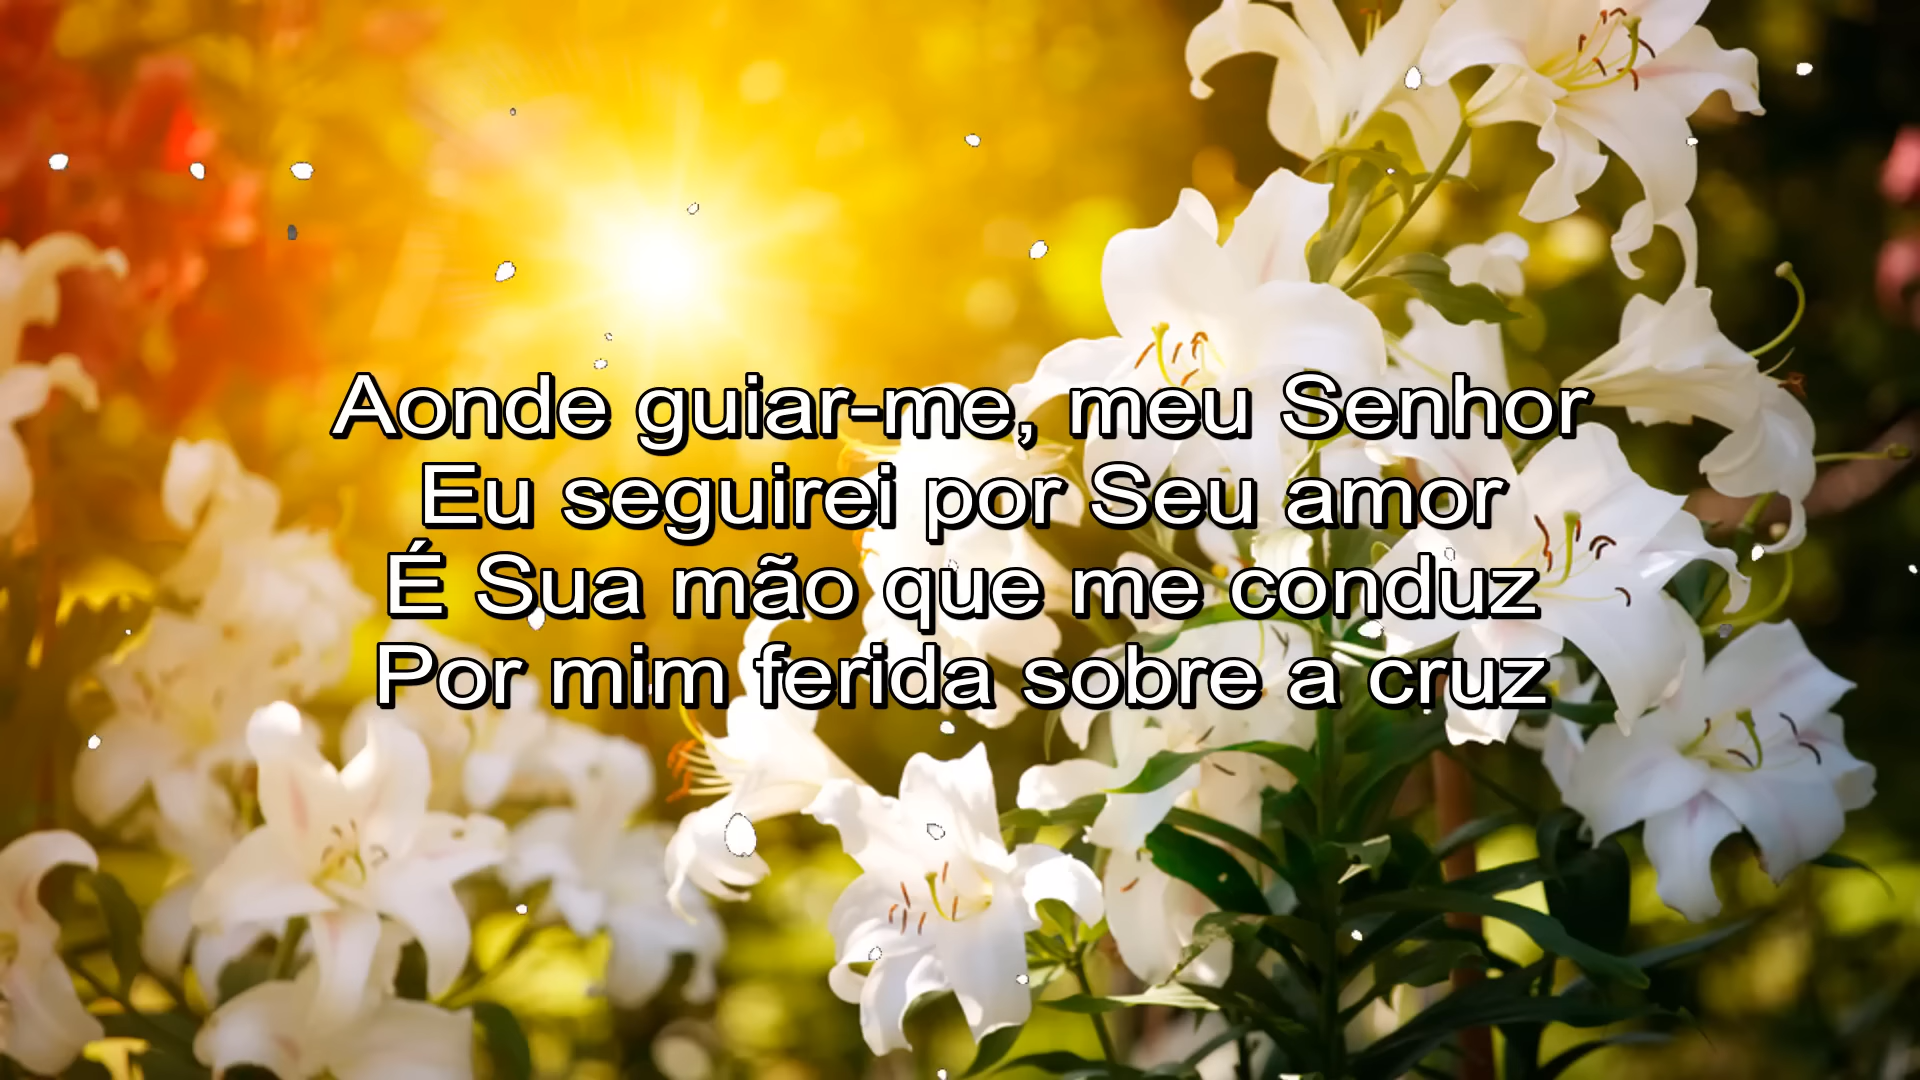 Aonde guiar-me, meu Senhor
Eu seguirei por Seu amor
É Sua mão que me conduz
Por mim ferida sobre a cruz